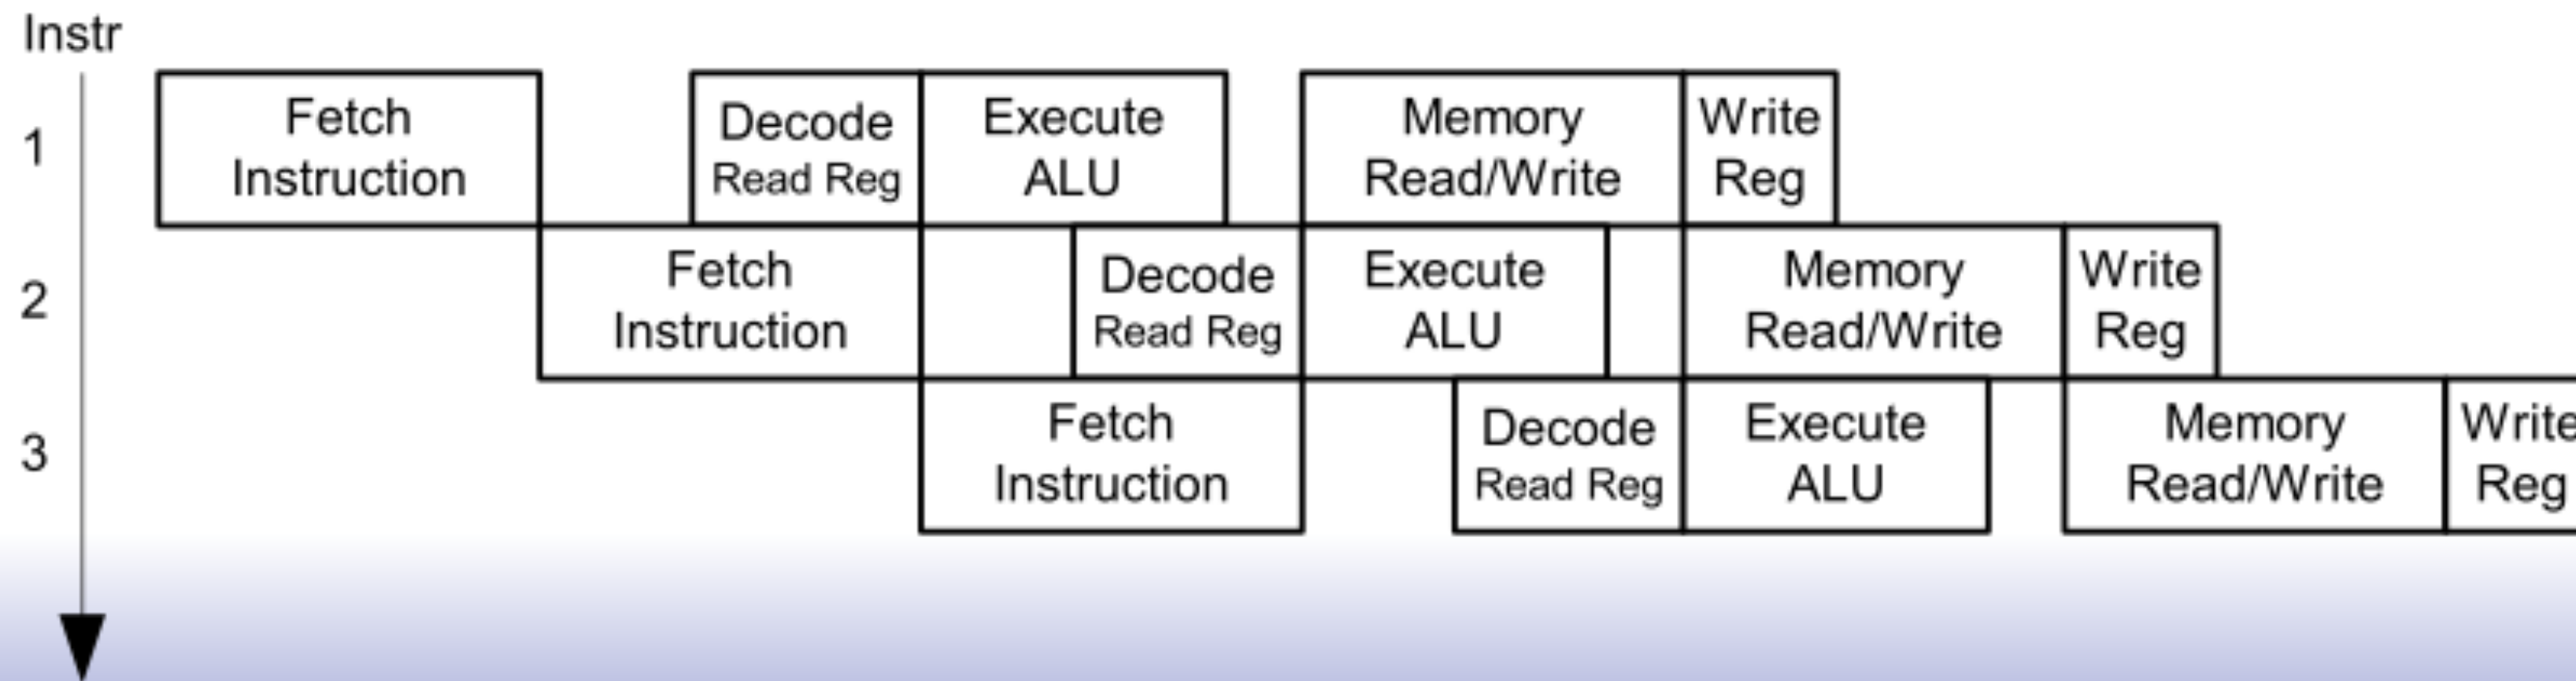 Instr
1
Fetch
Instruction
Decode
Read Reg
Execute
ALU
Memory
Read/Write
Write
Reg
2
Fetch
Instruction
Decode
Read Reg
Execute
ALU
Memory
Read/Write
Write
Reg
3
Fetch
Instruction
Decode
Read Reg
Execute
ALU
Memory
Read/Write
Write
Reg